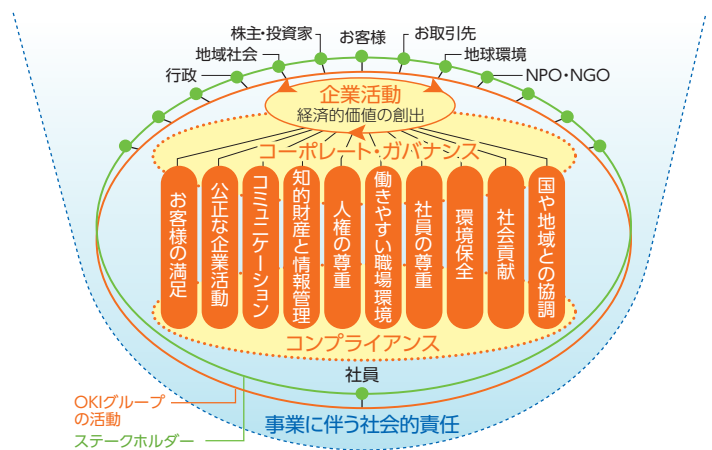 お客様
株主・投資家
お取引先
地域社会
地球環境
行政
NPO・NGO
企業活動
経済的価値の創出
コーポレート・ガバナンス
お客様の満足
公正な企業活動
コミュニケーション
知的財産と情報管理
人権の尊重
働きやすい職場環境
社員の尊重
環境保全
社会貢献
国や地域との協調
コンプライアンス
社員
OKIグループ
の活動
ステークホルダー
事業に伴う社会的責任